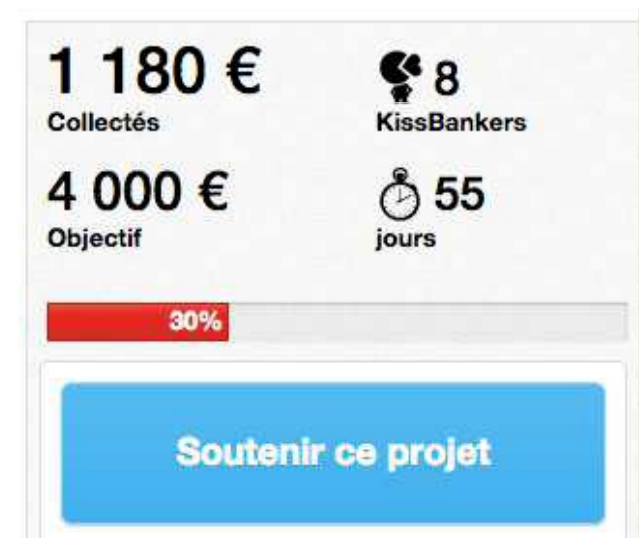 1 180 €
Collectés
8
KissBankers
4 000 €
Objectif
55
jours
30%
Soutenir ce projet